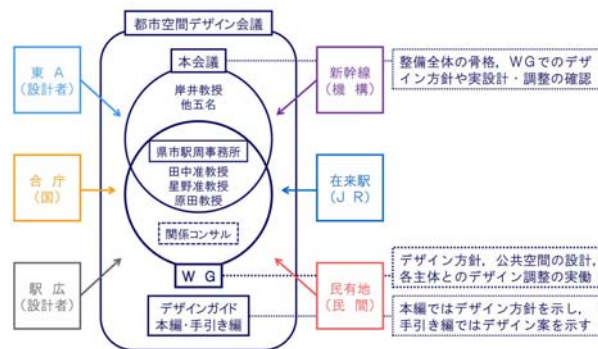 都市空間デザイン会議
本会議
岸井教授
他五名
県市駅周事務所
田中准教授
星野准教授
原田教授
関係コンサル
WG
デザインガイド
本編・手引き編
東 A
(設計者)
合 庁
(国)
駅 広
(設計者)
新幹線
(機 構)
在来駅
(JR)
民有地
(民 間)
整備全体の骨格，WGでのデザ
イン方針や実設計・調整の確認
デザイン方針，公共空間の設計，
各主体とのデザイン調整の実働
本編ではデザイン方針を示し，
手引き編ではデザイン案を示す